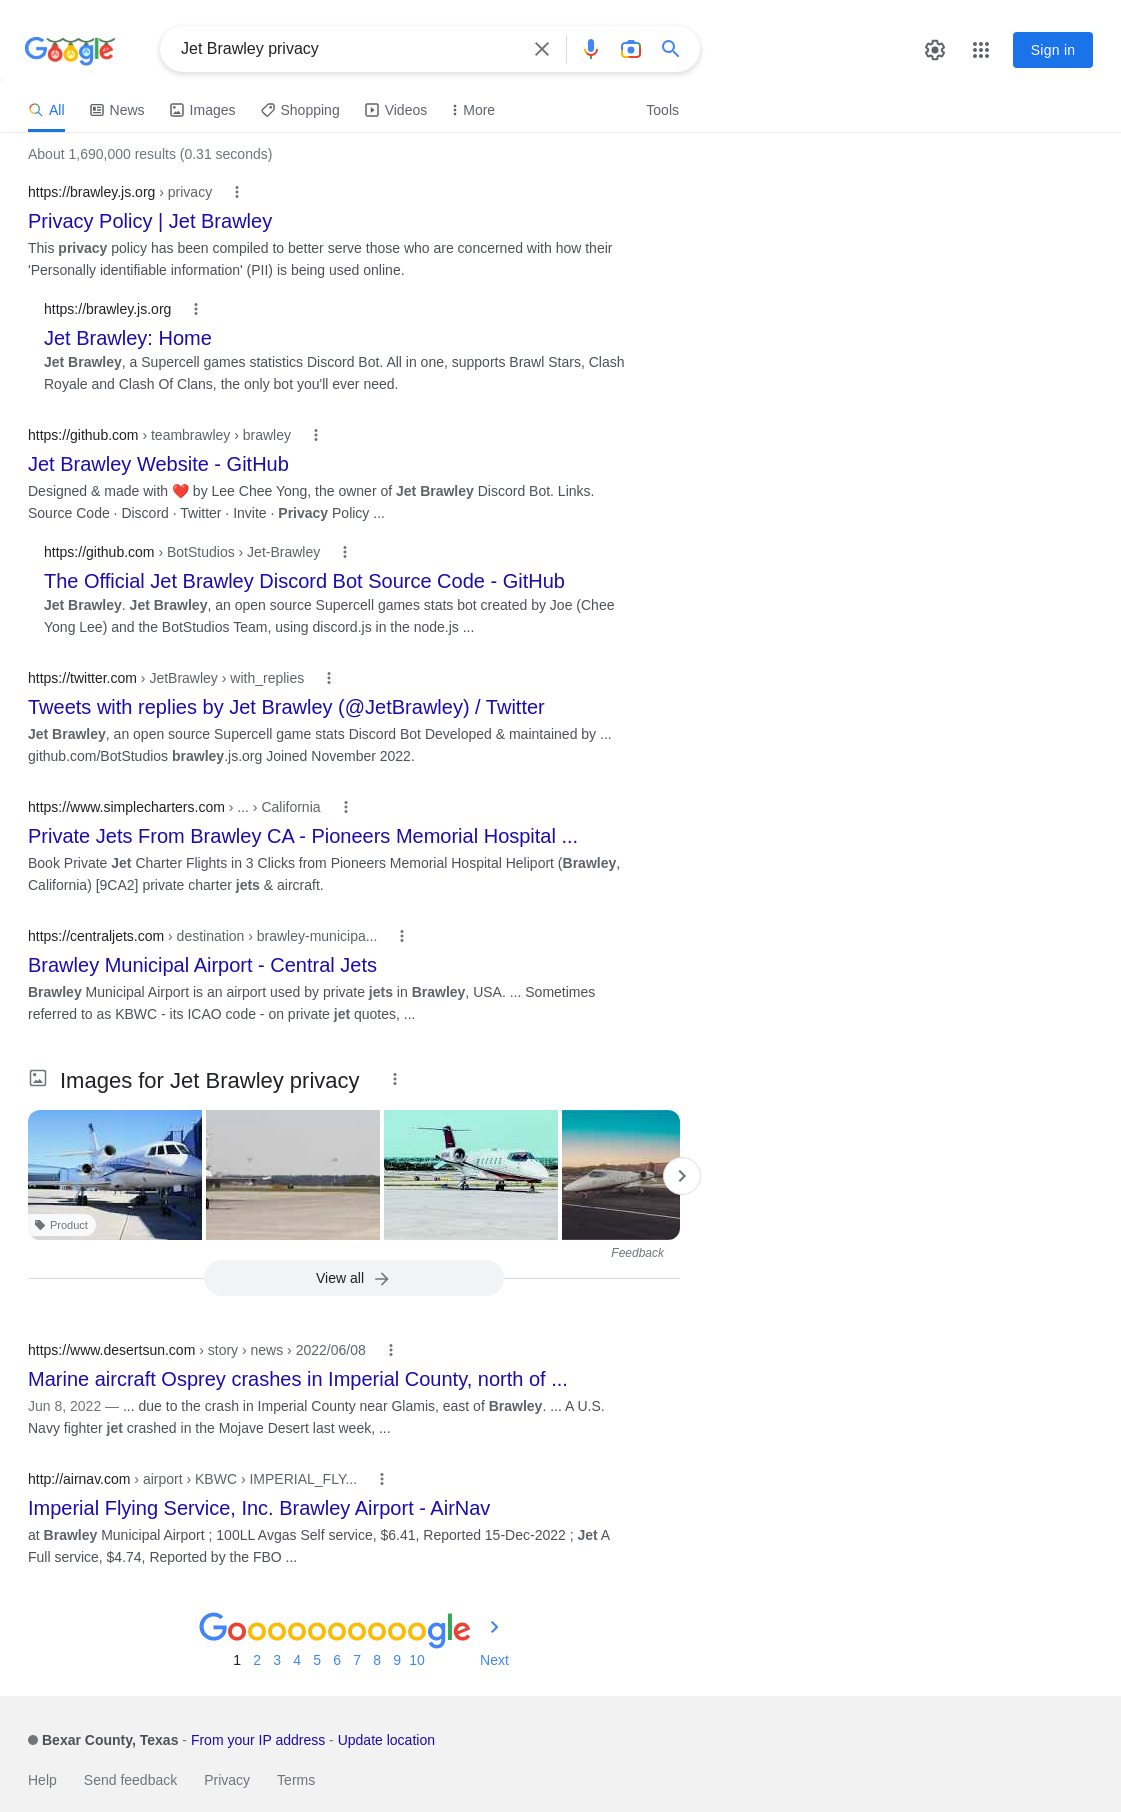 Google
Jet Brawley privacy
Sign in
All
News
Images
Shopping
Videos
More
Tools
About 1,690,000 results (0.31 seconds)
https://brawley.js.org › privacy
Privacy Policy | Jet Brawley
This privacy policy has been compiled to better serve those who are concerned with how their
'Personally identifiable information' (PII) is being used online.
https://brawley.js.org
Jet Brawley: Home
Jet Brawley, a Supercell games statistics Discord Bot. All in one, supports Brawl Stars, Clash
Royale and Clash Of Clans, the only bot you'll ever need.
https://github.com › teambrawley › brawley
Jet Brawley Website - GitHub
Designed & made with ❤️ by Lee Chee Yong, the owner of Jet Brawley Discord Bot. Links.
Source Code · Discord · Twitter · Invite · Privacy Policy ...
https://github.com › BotStudios › Jet-Brawley
The Official Jet Brawley Discord Bot Source Code - GitHub
Jet Brawley. Jet Brawley, an open source Supercell games stats bot created by Joe (Chee
Yong Lee) and the BotStudios Team, using discord.js in the node.js ...
https://twitter.com › JetBrawley › with_replies
Tweets with replies by Jet Brawley (@JetBrawley) / Twitter
Jet Brawley, an open source Supercell game stats Discord Bot Developed & maintained by ...
github.com/BotStudios brawley.js.org Joined November 2022.
https://www.simplecharters.com › ... › California
Private Jets From Brawley CA - Pioneers Memorial Hospital ...
Book Private Jet Charter Flights in 3 Clicks from Pioneers Memorial Hospital Heliport (Brawley,
California) [9CA2] private charter jets & aircraft.
https://centraljets.com › destination › brawley-municipa...
Brawley Municipal Airport - Central Jets
Brawley Municipal Airport is an airport used by private jets in Brawley, USA. ... Sometimes
referred to as KBWC - its ICAO code - on private jet quotes, ...
Images for Jet Brawley privacy
Product
Feedback
View all
https://www.desertsun.com › story › news › 2022/06/08
Marine aircraft Osprey crashes in Imperial County, north of ...
Jun 8, 2022 — ... due to the crash in Imperial County near Glamis, east of Brawley. ... A U.S.
Navy fighter jet crashed in the Mojave Desert last week, ...
http://airnav.com › airport › KBWC › IMPERIAL_FLY...
Imperial Flying Service, Inc. Brawley Airport - AirNav
at Brawley Municipal Airport ; 100LL Avgas Self service, $6.41, Reported 15-Dec-2022 ; Jet A
Full service, $4.74, Reported by the FBO ...
Goooooooooogle
1 2 3 4 5 6 7 8 9 10 Next
Bexar County, Texas - From your IP address - Update location
Help Send feedback Privacy Terms